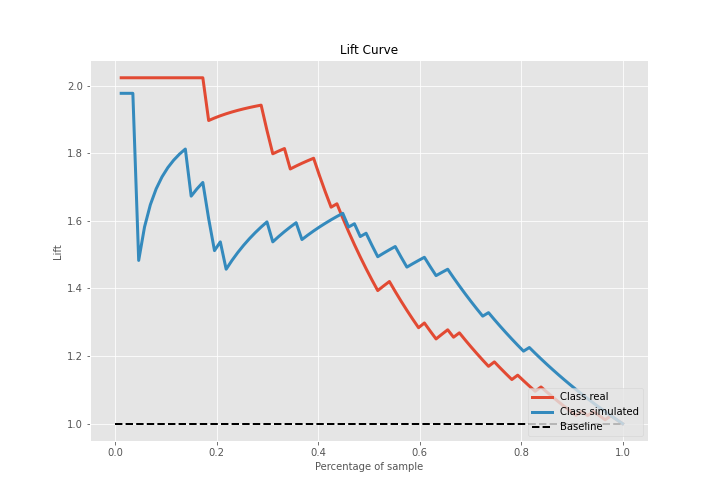 Lift Curve
2.0
1.8
1.6
1.4
1.2
1.0
Lift
0.0
0.2
0.4
0.6
0.8
1.0
Percentage of sample
Class real
Class simulated
Baseline